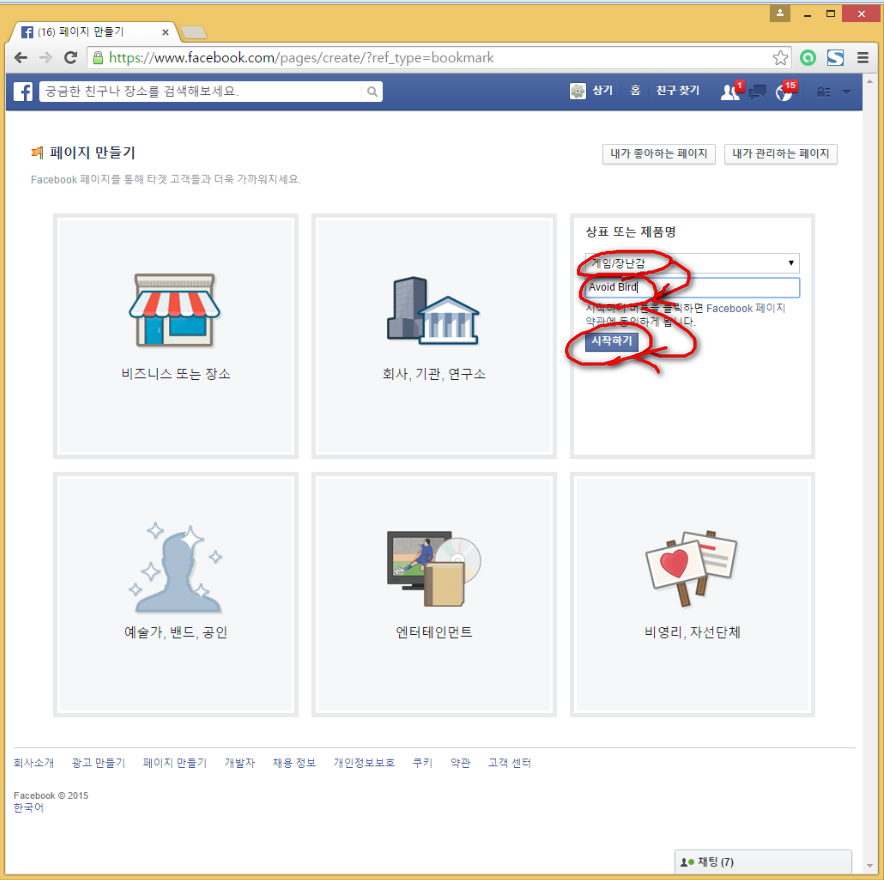 (16) 페이지 만들기
https://www.facebook.com/pages/create/?ref_type=bookmark
f
궁금한 친구나 장소를 검색해보세요.
상기 홈 친구 찾기 1 15
페이지 만들기
내가 좋아하는 페이지 내가 관리하는 페이지
Facebook 페이지를 통해 타겟 고객들과 더욱 가까워지세요.
비즈니스 또는 장소
회사, 기관, 연구소
상표 또는 제품명
게임/장난감
Avoid Bird
시작하기 버튼을 클릭하면 Facebook 페이지
약관에 동의하게 됩니다.
시작하기
예술가, 밴드, 공인
엔터테인먼트
비영리, 자선단체
회사소개 광고 만들기 페이지 만들기 개발자 채용 정보 개인정보보호 쿠키 약관 고객 센터
Facebook © 2015
한국어
채팅 (7)